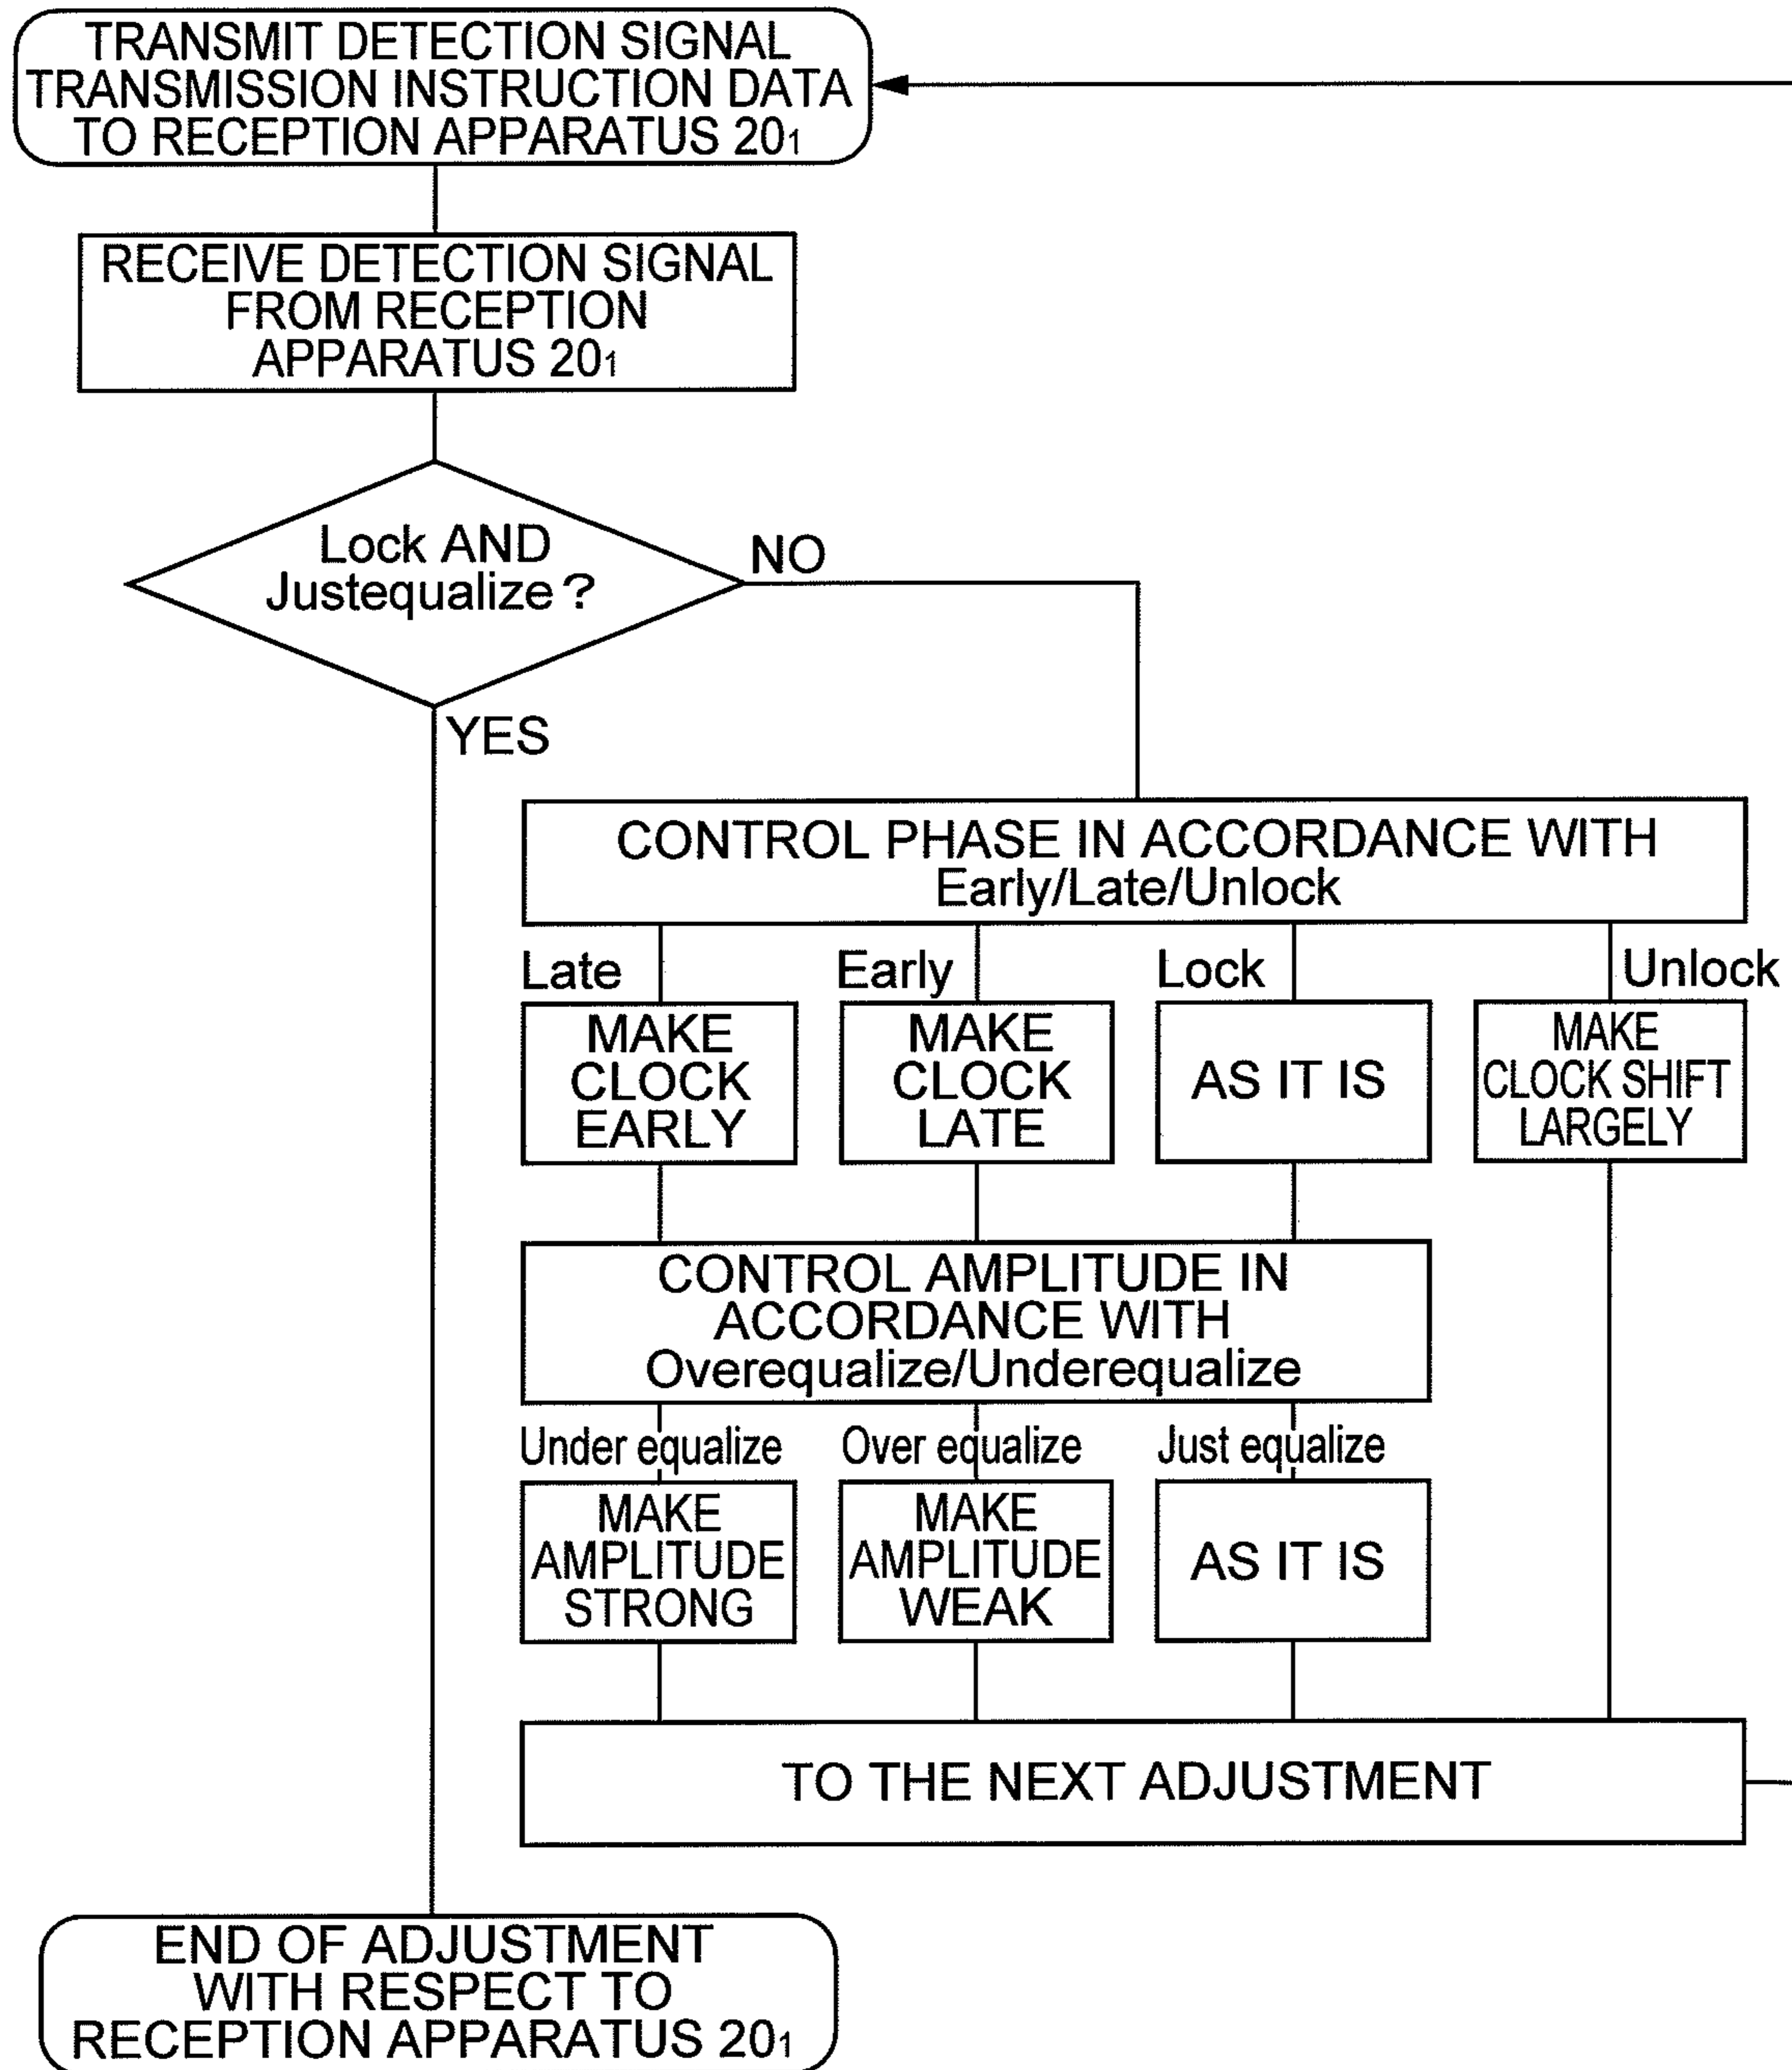 TRANSMIT DETECTION SIGNAL
TRANSMISSION INSTRUCTION DATA
TO RECEPTION APPARATUS 20₁
RECEIVE DETECTION SIGNAL
FROM RECEPTION
APPARATUS 20₁
Lock AND
Justequalize ?
NO
YES
CONTROL PHASE IN ACCORDANCE WITH
Early/Late/Unlock
Late
Early
Lock
Unlock
MAKE
CLOCK
EARLY
MAKE
CLOCK
LATE
AS IT IS
MAKE
CLOCK SHIFT
LARGELY
CONTROL AMPLITUDE IN
ACCORDANCE WITH
Overequalize/Underequalize
Under equalize
Over equalize
Just equalize
MAKE
AMPLITUDE
STRONG
MAKE
AMPLITUDE
WEAK
AS IT IS
TO THE NEXT ADJUSTMENT
END OF ADJUSTMENT
WITH RESPECT TO
RECEPTION APPARATUS 20₁